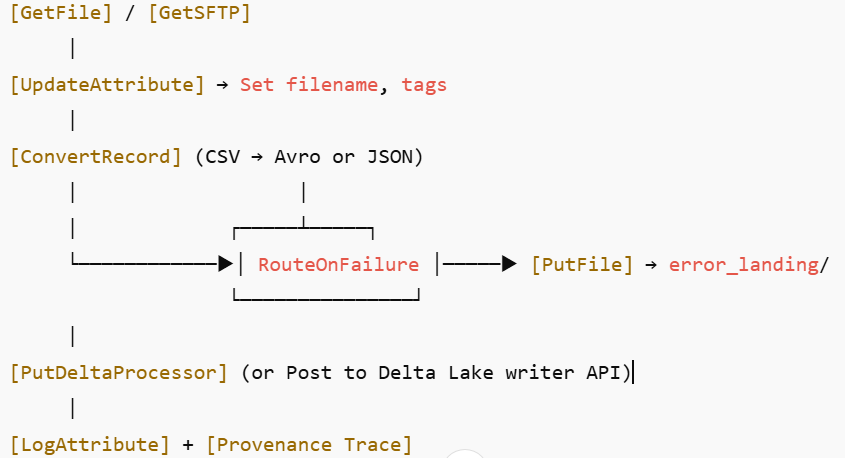 [GetFile] / [GetSFTP]
[UpdateAttribute] → Set filename, tags
[ConvertRecord] (CSV → Avro or JSON)
RouteOnFailure
[PutFile] → error_landing/
[PutDeltaProcessor] (or Post to Delta Lake writer API)
[LogAttribute] + [Provenance Trace]